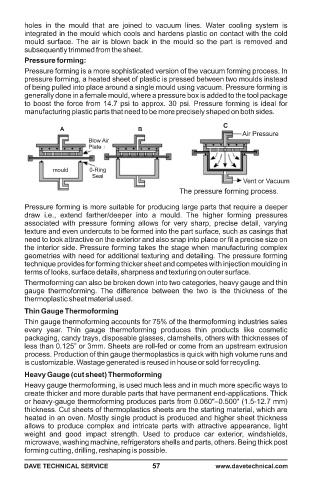 holes in the mould that are joined to vacuum lines. Water cooling system is
integrated in the mould which cools and hardens plastic on contact with the cold
mould surface. The air is blown back in the mould so the part is removed and
subsequently trimmed from the sheet.
Pressure forming:
Pressure forming is a more sophisticated version of the vacuum forming process. In
pressure forming, a heated sheet of plastic is pressed between two moulds instead
of being pulled into place around a single mould using vacuum. Pressure forming is
generally done in a female mould, where a pressure box is added to the tool package
to boost the force from 14.7 psi to approx. 30 psi. Pressure forming is ideal for
manufacturing plastic parts that need to be more precisely shaped on both sides.
A
B
C
Air Pressure
Blow Air
Plate
mould
0-Ring
Seal
Vent or Vacuum
The pressure forming process.
Pressure forming is more suitable for producing large parts that require a deeper
draw i.e., extend farther/deeper into a mould. The higher forming pressures
associated with pressure forming allows for very sharp, precise detail, varying
texture and even undercuts to be formed into the part surface, such as casings that
need to look attractive on the exterior and also snap into place or fit a precise size on
the interior side. Pressure forming takes the stage when manufacturing complex
geometries with need for additional texturing and detailing. The pressure forming
technique provides for forming thicker sheet and competes with injection moulding in
terms of looks, surface details, sharpness and texturing on outer surface.
Thermoforming can also be broken down into two categories, heavy gauge and thin
gauge thermoforming. The difference between the two is the thickness of the
thermoplastic sheet material used.
Thin Gauge Thermoforming
Thin gauge thermoforming accounts for 75% of the thermoforming industries sales
every year. Thin gauge thermoforming produces thin products like cosmetic
packaging, candy trays, disposable glasses, clamshells, others with thicknesses of
less than 0.125" or 3mm. Sheets are roll-fed or come from an upstream extrusion
process. Production of thin gauge thermoplastics is quick with high volume runs and
is customizable. Wastage generated is reused in house or sold for recycling.
Heavy Gauge (cut sheet) Thermoforming
Heavy gauge thermoforming, is used much less and in much more specific ways to
create thicker and more durable parts that have permanent end-applications. Thick
or heavy-gauge thermoforming produces parts from 0.060"–0.500" (1.5-12.7 mm)
thickness. Cut sheets of thermoplastics sheets are the starting material, which are
heated in an oven. Mostly single product is produced and higher sheet thickness
allows to produce complex and intricate parts with attractive appearance, light
weight and good impact strength. Used to produce car exterior, windshields,
microwave, washing machine, refrigerators shells and parts, others. Being thick post
forming cutting, drilling, reshaping is possible.
DAVE TECHNICAL SERVICE
57
www.davetechnical.com